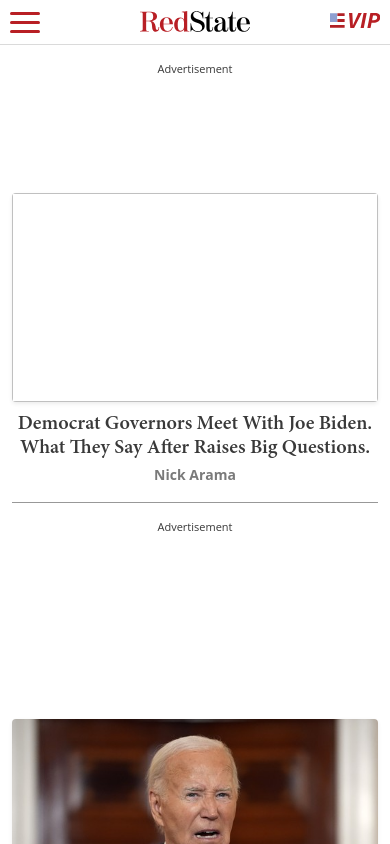 RedState
VIP
Advertisement
Democrat Governors Meet With Joe Biden.
What They Say After Raises Big Questions.
Nick Arama
Advertisement